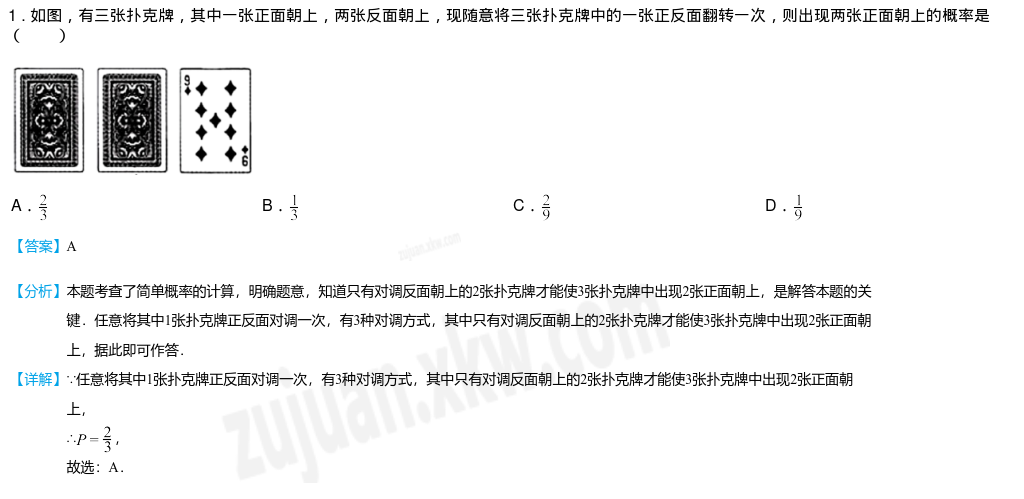 1．如图，有三张扑克牌，其中一张正面朝上，两张反面朝上，现随意将三张扑克牌中的一张正反面翻转一次，则出现两张正面朝上的概率是
（　　）
9
9
A．2/3　B．1/3　C．2/9　D．1/9
【答案】A
zujuan.xkw.com
【分析】本题考查了简单概率的计算，明确题意，知道只有对调反面朝上的2张扑克牌才能使3张扑克牌中出现2张正面朝上，是解答本题的关
键．任意将其中1张扑克牌正反面对调一次，有3种对调方式，其中只有对调反面朝上的2张扑克牌才能使3张扑克牌中出现2张正面朝
上，据此即可作答．
【详解】∵任意将其中1张扑克牌正反面对调一次，有3种对调方式，其中只有对调反面朝上的2张扑克牌才能使3张扑克牌中出现2张正面朝
上，
∴P＝2/3，
故选：A．
zujuan.xkw.com